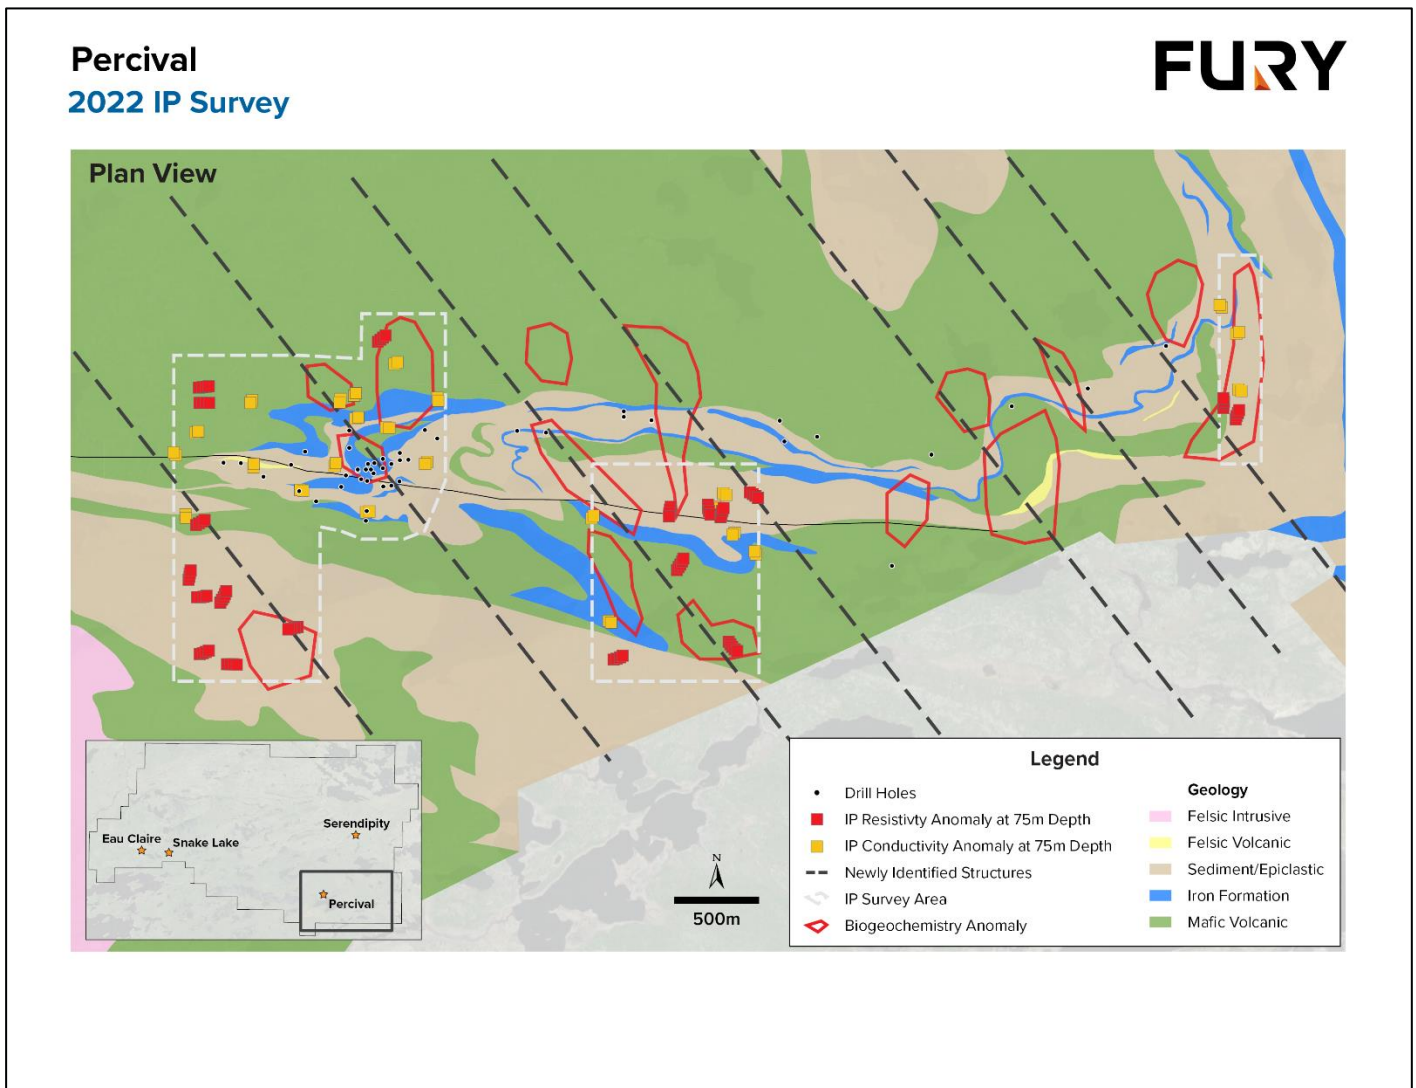 Percival
2022 IP Survey
FURY
Plan View
Eau Claire
Snake Lake
Serendipity
Percival
N
500m
Legend
Drill Holes
IP Resistivty Anomaly at 75m Depth
IP Conductivity Anomaly at 75m Depth
Newly Identified Structures
IP Survey Area
Biogeochemistry Anomaly
Geology
Felsic Intrusive
Felsic Volcanic
Sediment/Epiclastic
Iron Formation
Mafic Volcanic